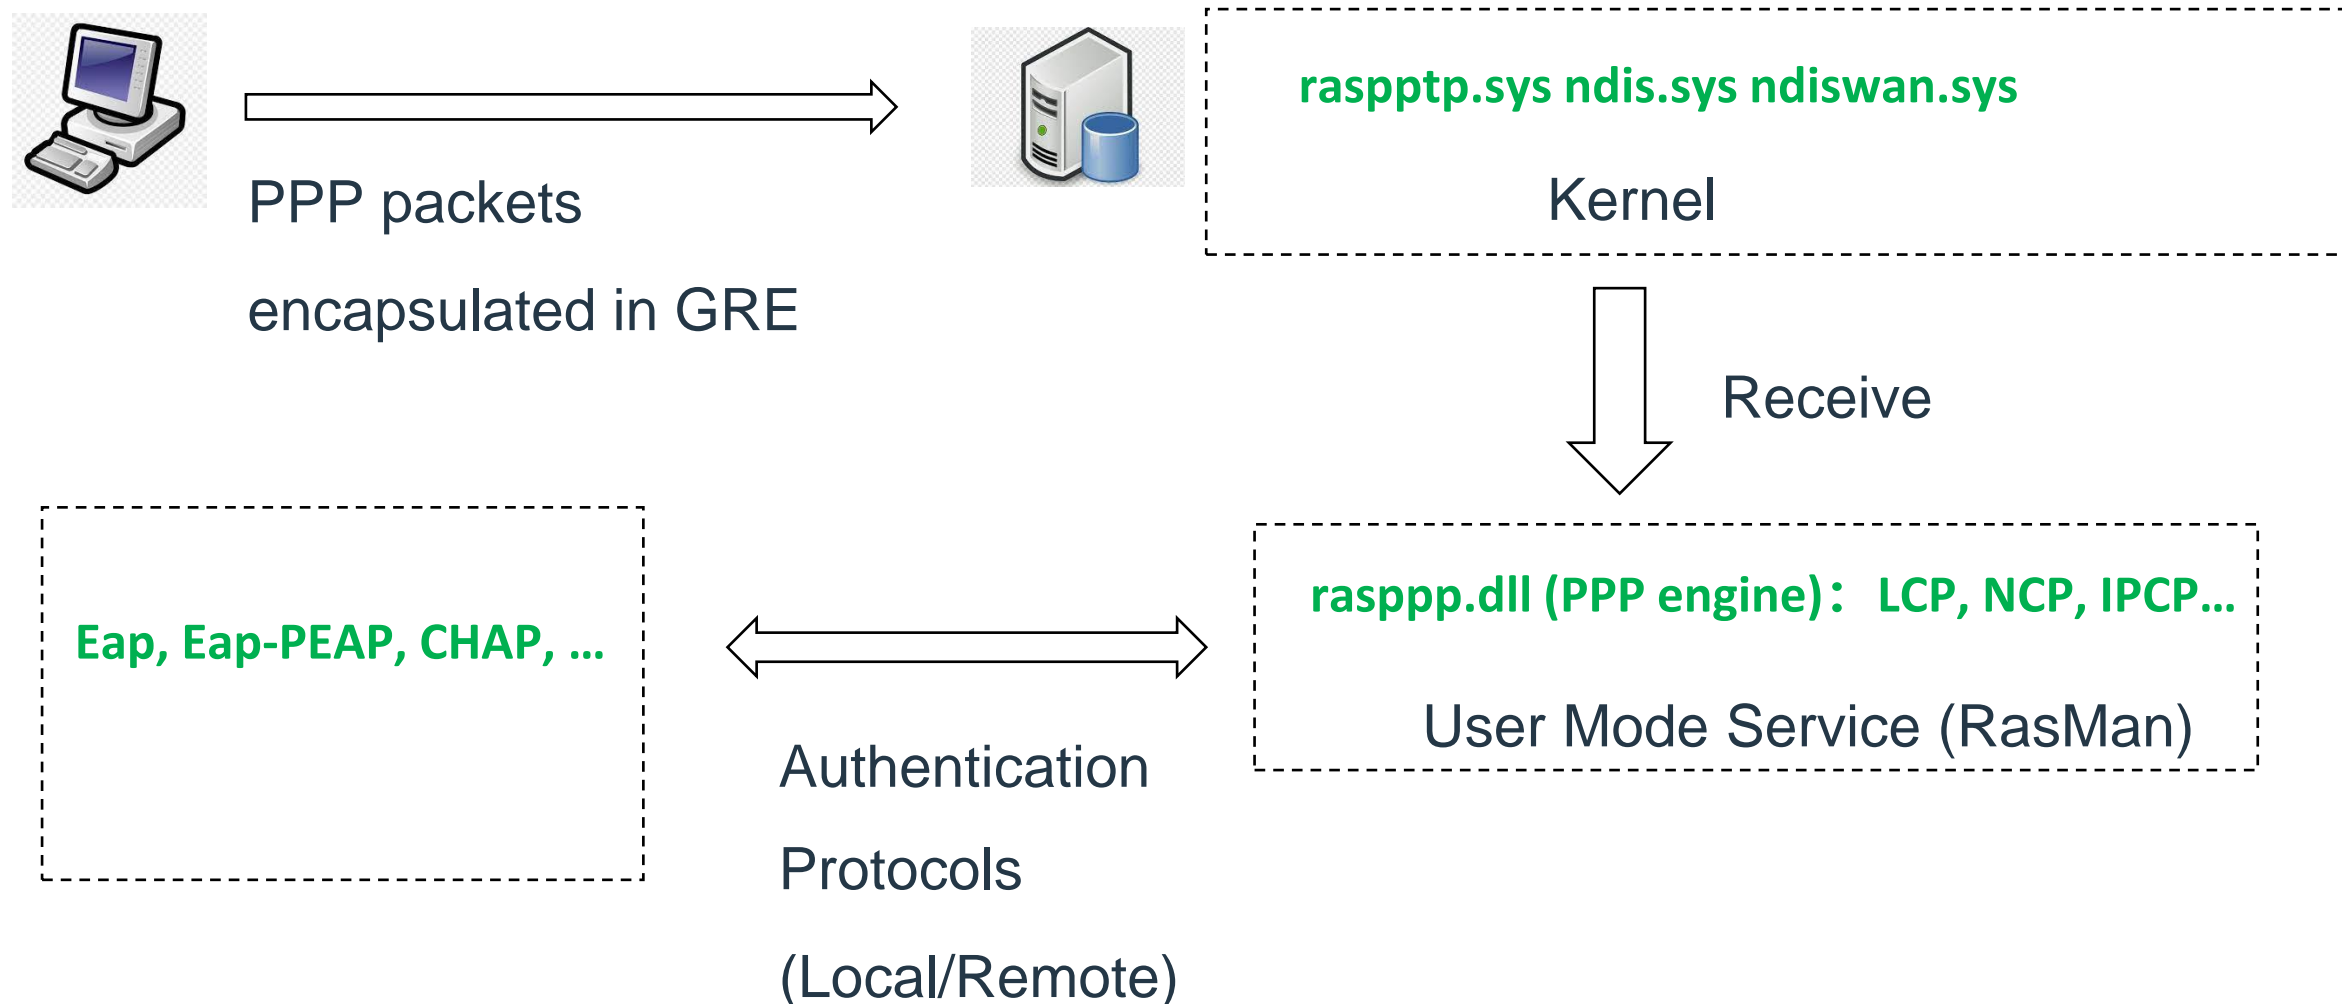 raspptp.sys ndis.sys ndiswan.sys
Kernel
PPP packets
encapsulated in GRE
Receive
rasppp.dll (PPP engine)： LCP, NCP, IPCP...
User Mode Service (RasMan)
Eap, Eap-PEAP, CHAP, ...
Authentication
Protocols
(Local/Remote)